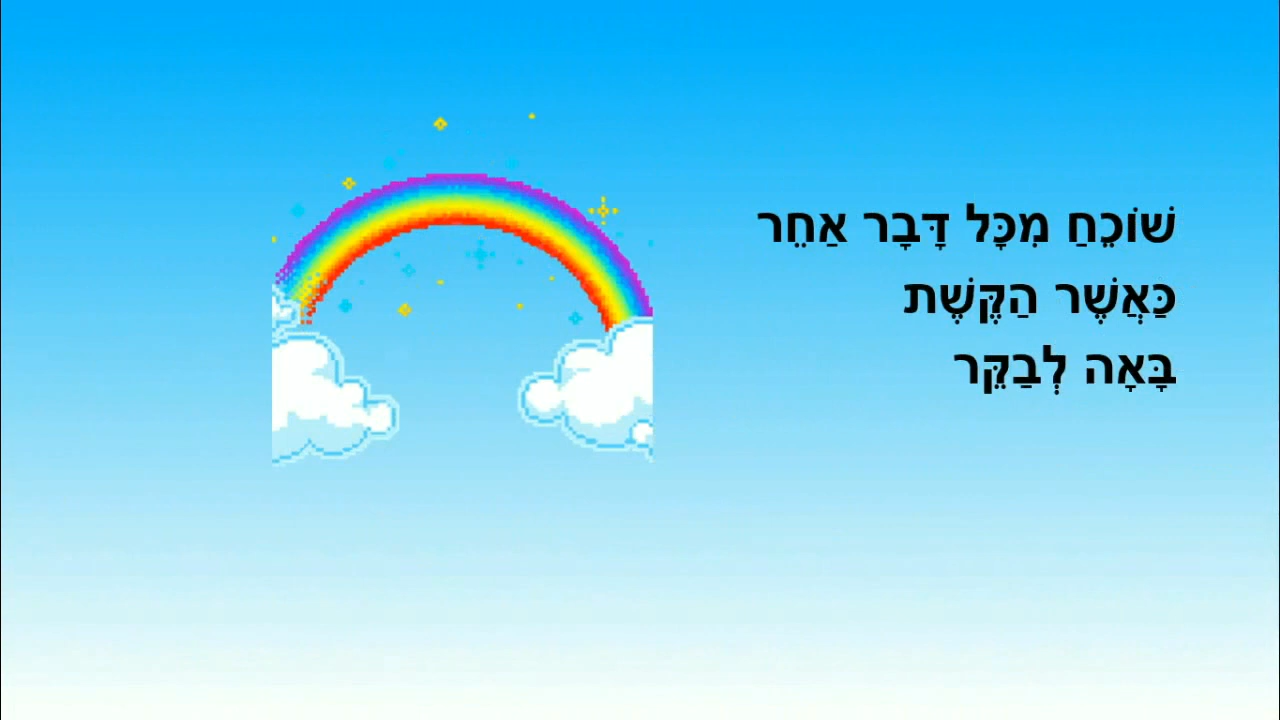 שׁוֹכֵחַ מִכָּל דָּבָר אַחֵר
כַּאֲשֶׁר הַקֶּשֶׁת
בָּאָה לְבַקֵּר